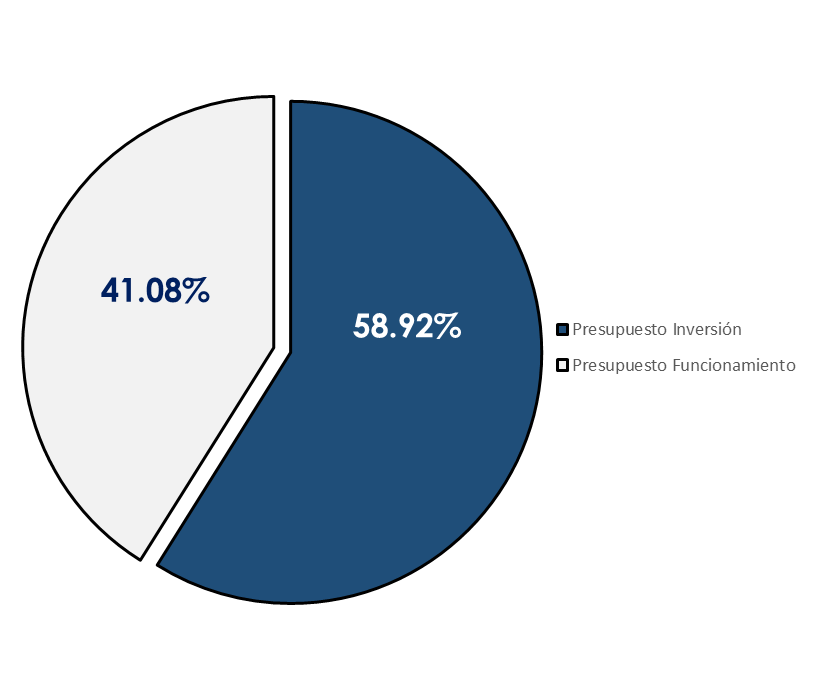 41.08%
58.92%
Presupuesto Inversión
Presupuesto Funcionamiento